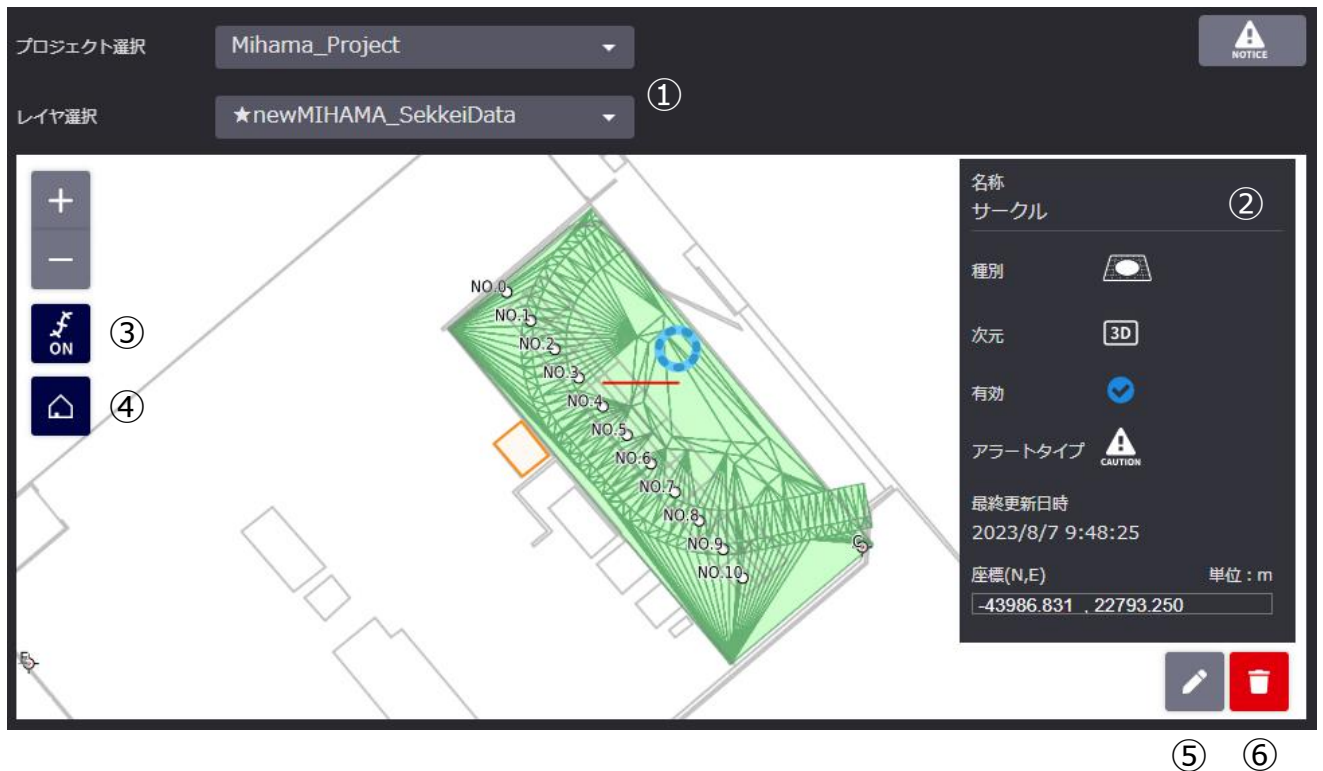 プロジェクト選択
Mihama_Project
NOTICE
①
レイヤ選択
★newMIHAMA_SekkeiData
+
−
③
ON
④
NO.0
NO.1
NO.2
NO.3
NO.4
NO.5
NO.6
NO.7
NO.8
NO.9
NO.10
名称
サークル
②
種別
次元
3D
有効
アラートタイプ
CAUTION
最終更新日時
2023/8/7 9:48:25
座標(N,E)
単位：m
-43986.831 , 22793.250
⑤
⑥